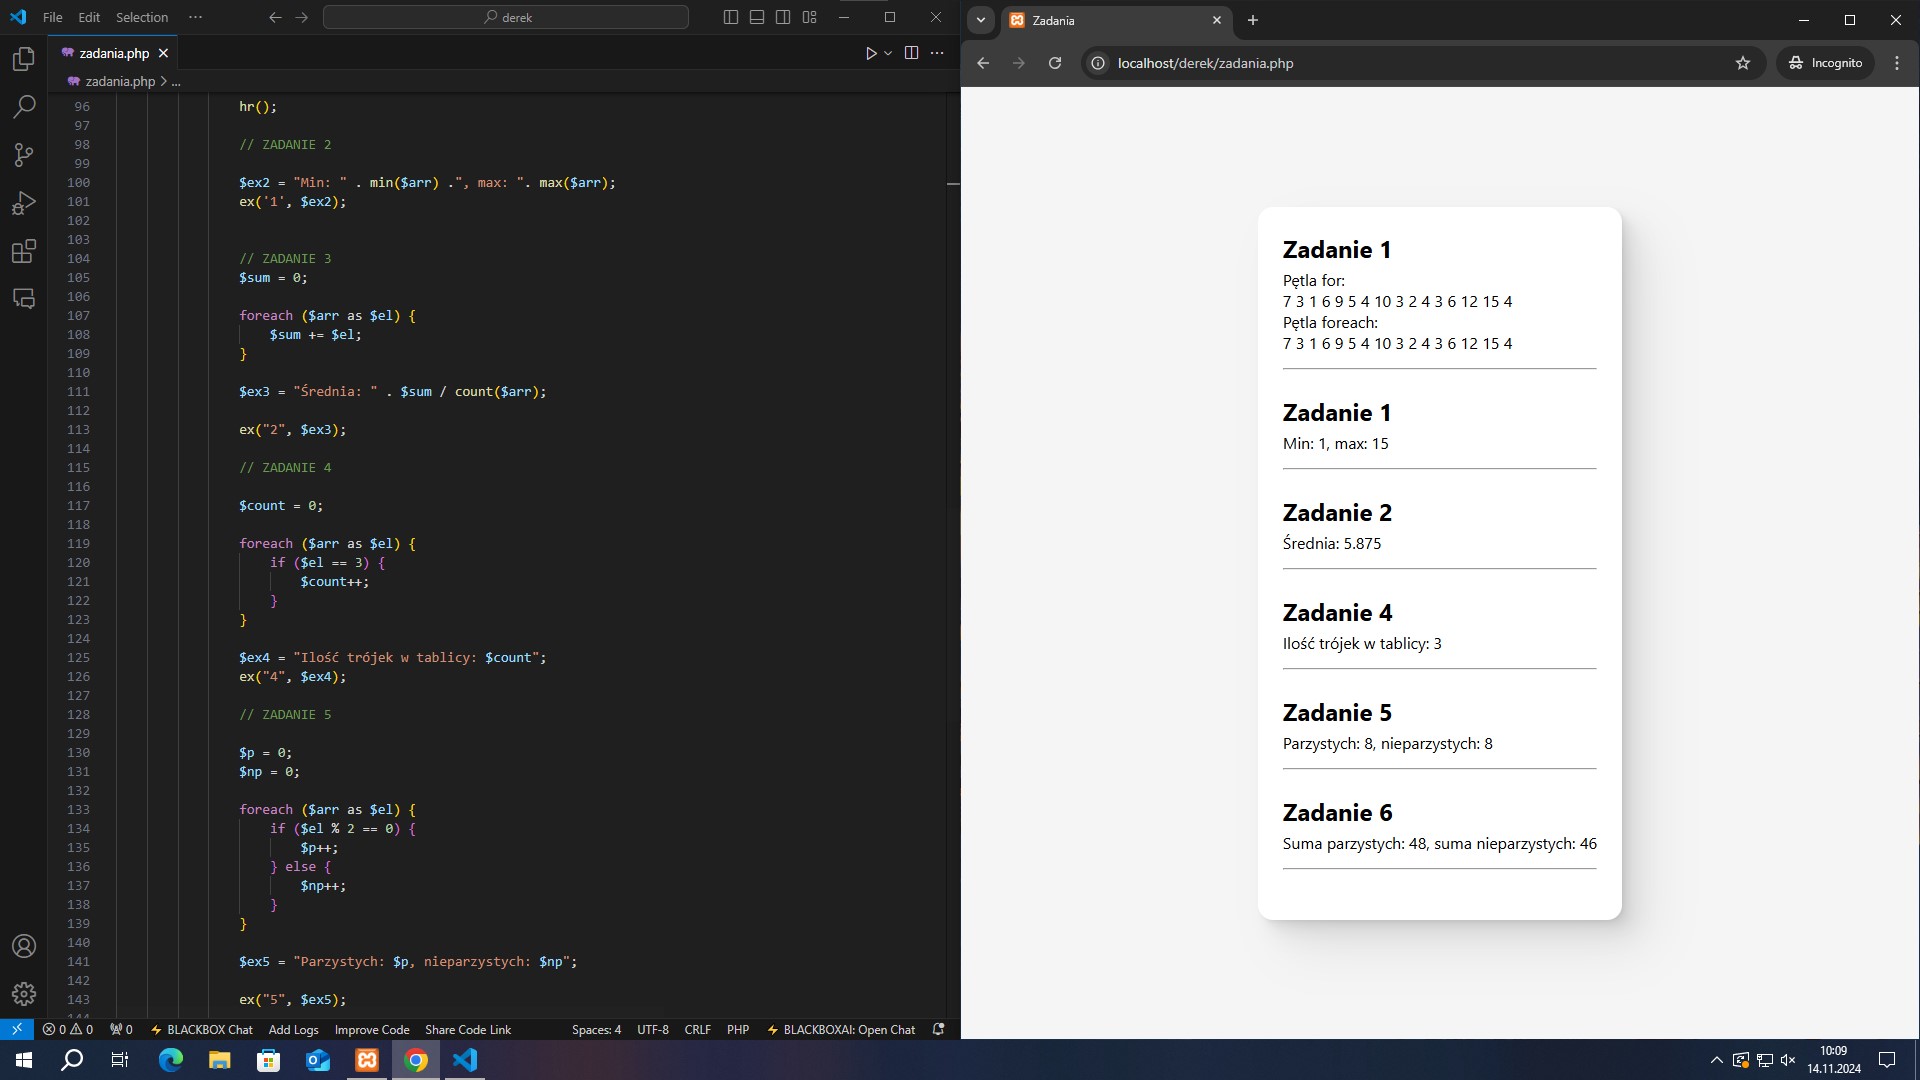 File Edit Selection ···
derek
zadania.php
zadania.php > ...
96 hr();
97
98 // ZADANIE 2
99
100 $ex2 = "Min: " . min($arr) .", max: ". max($arr);
101 ex('1', $ex2);
102
103
104 // ZADANIE 3
105 $sum = 0;
106
107 foreach ($arr as $el) {
108 $sum += $el;
109 }
110
111 $ex3 = "Średnia: " . $sum / count($arr);
112
113 ex("2", $ex3);
114
115 // ZADANIE 4
116
117 $count = 0;
118
119 foreach ($arr as $el) {
120 if ($el == 3) {
121 $count++;
122 }
123 }
124
125 $ex4 = "Ilość trójek w tablicy: $count";
126 ex("4", $ex4);
127
128 // ZADANIE 5
129
130 $p = 0;
131 $np = 0;
132
133 foreach ($arr as $el) {
134 if ($el % 2 == 0) {
135 $p++;
136 } else {
137 $np++;
138 }
139 }
140
141 $ex5 = "Parzystych: $p, nieparzystych: $np";
142
143 ex("5", $ex5);
0 0 0 BLACKBOX Chat Add Logs Improve Code Share Code Link Spaces: 4 UTF-8 CRLF PHP BLACKBOXAI: Open Chat
Zadania
localhost/derek/zadania.php
Incognito
Zadanie 1
Pętla for:
7 3 1 6 9 5 4 10 3 2 4 3 6 12 15 4
Pętla foreach:
7 3 1 6 9 5 4 10 3 2 4 3 6 12 15 4
Zadanie 1
Min: 1, max: 15
Zadanie 2
Średnia: 5.875
Zadanie 4
Ilość trójek w tablicy: 3
Zadanie 5
Parzystych: 8, nieparzystych: 8
Zadanie 6
Suma parzystych: 48, suma nieparzystych: 46
10:09
14.11.2024